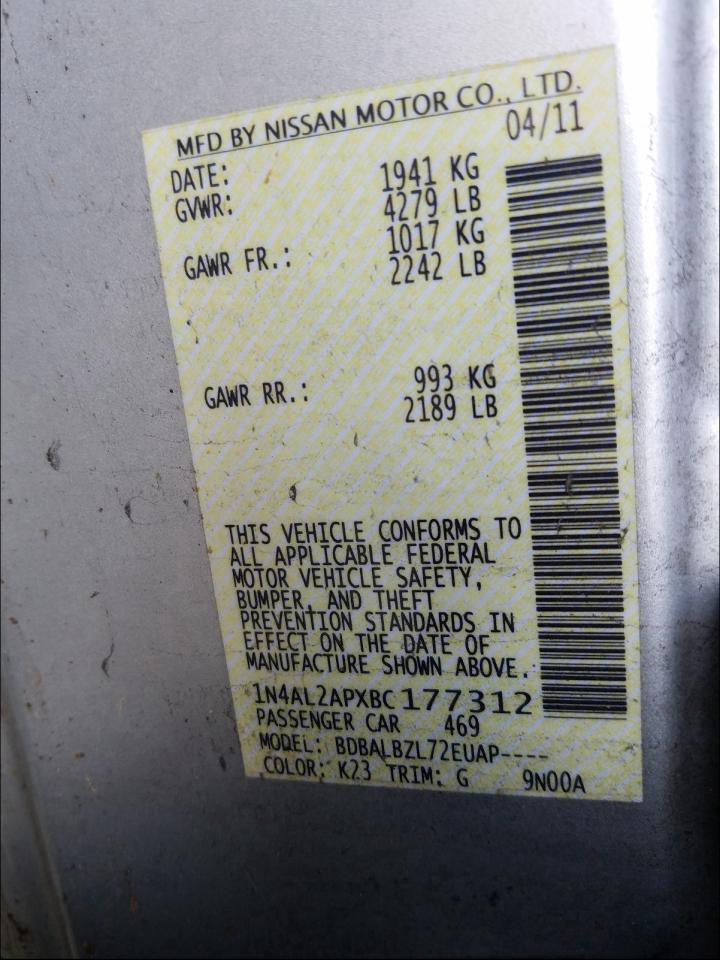 MFD BY NISSAN MOTOR CO., LTD.
DATE: 04/11
GVWR: 1941 KG
4279 LB
GAWR FR.: 1017 KG
2242 LB
GAWR RR.: 993 KG
2189 LB
THIS VEHICLE CONFORMS TO
ALL APPLICABLE FEDERAL
MOTOR VEHICLE SAFETY,
BUMPER, AND THEFT
PREVENTION STANDARDS IN
EFFECT ON THE DATE OF
MANUFACTURE SHOWN ABOVE.
1N4AL2APXBC177312
PASSENGER CAR 469
MODEL: BDBALBZL72EUAP----
COLOR: K23 TRIM: G 9N00A